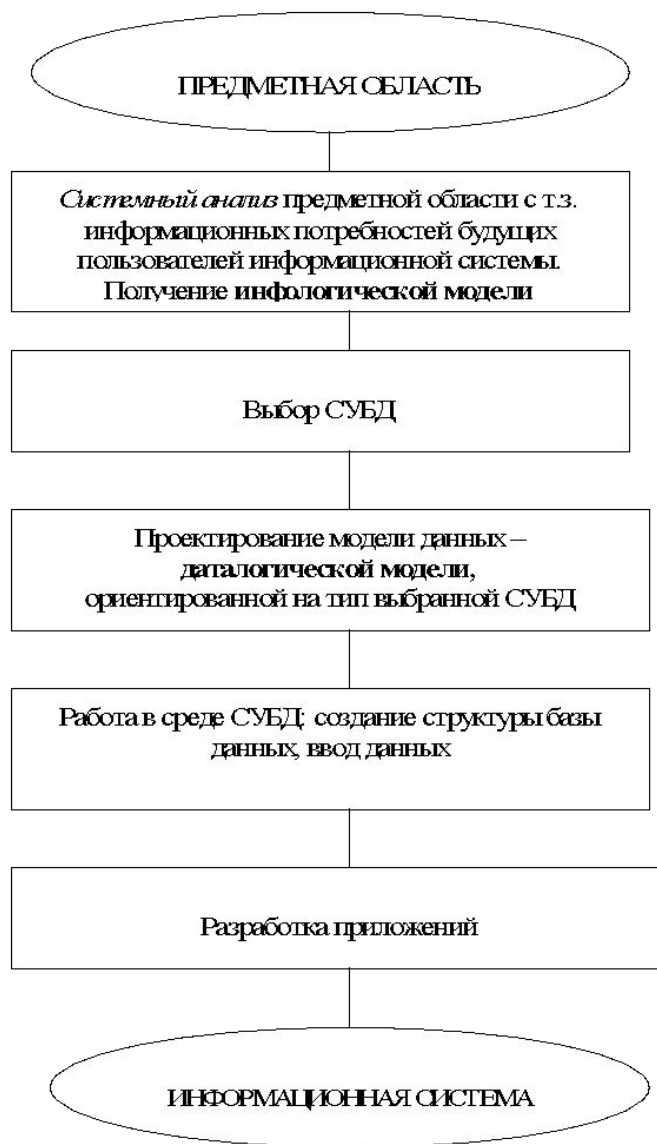 ПРЕДМЕТНАЯ ОБЛАСТЬ
Системный анализ предметной области с т.з.
информационных потребностей будущих
пользователей информационной системы.
Получение инфологической модели
Выбор СУБД
Проектирование модели данных –
даталогической модели,
ориентированной на тип выбранной СУБД
Работа в среде СУБД: создание структуры базы
данных, ввод данных
Разработка приложений
ИНФОРМАЦИОННАЯ СИСТЕМА